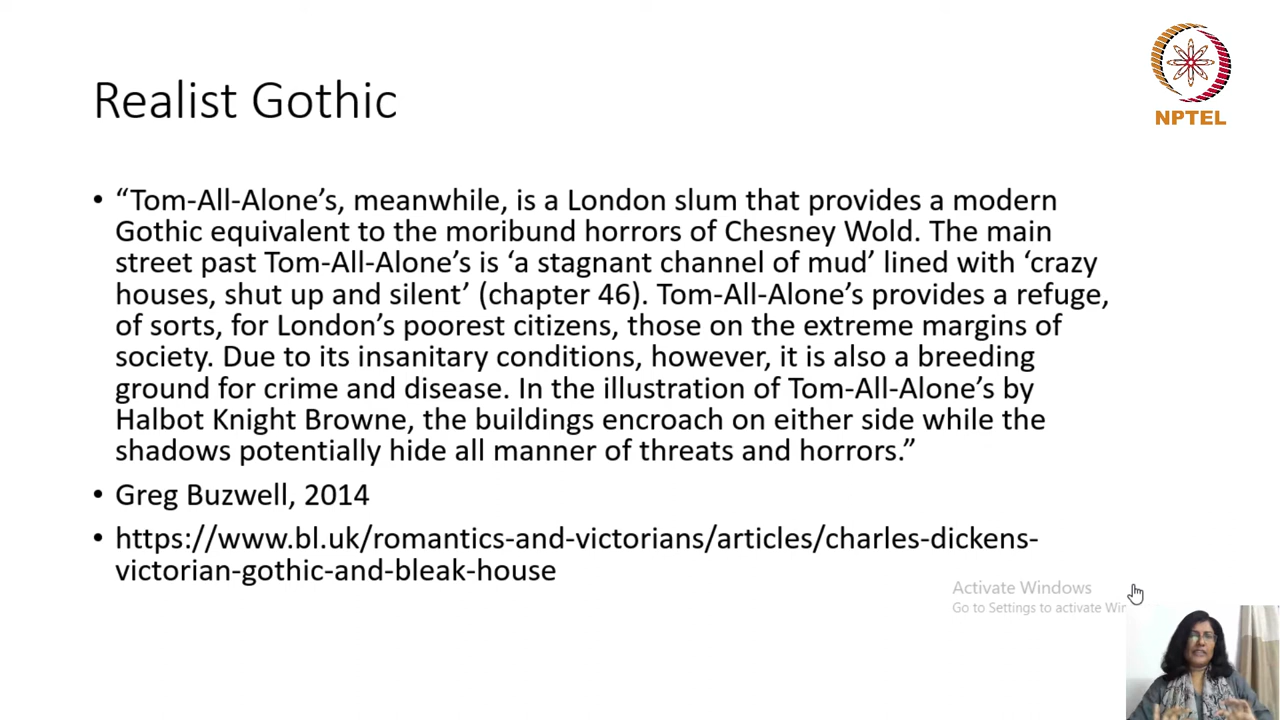 Realist Gothic
NPTEL
• “Tom-All-Alone’s, meanwhile, is a London slum that provides a modern
Gothic equivalent to the moribund horrors of Chesney Wold. The main
street past Tom-All-Alone’s is ‘a stagnant channel of mud’ lined with ‘crazy
houses, shut up and silent’ (chapter 46). Tom-All-Alone’s provides a refuge,
of sorts, for London’s poorest citizens, those on the extreme margins of
society. Due to its insanitary conditions, however, it is also a breeding
ground for crime and disease. In the illustration of Tom-All-Alone’s by
Halbot Knight Browne, the buildings encroach on either side while the
shadows potentially hide all manner of threats and horrors.”
• Greg Buzwell, 2014
• https://www.bl.uk/romantics-and-victorians/articles/charles-dickens-
victorian-gothic-and-bleak-house
Activate Windows
Go to Settings to activate Wi